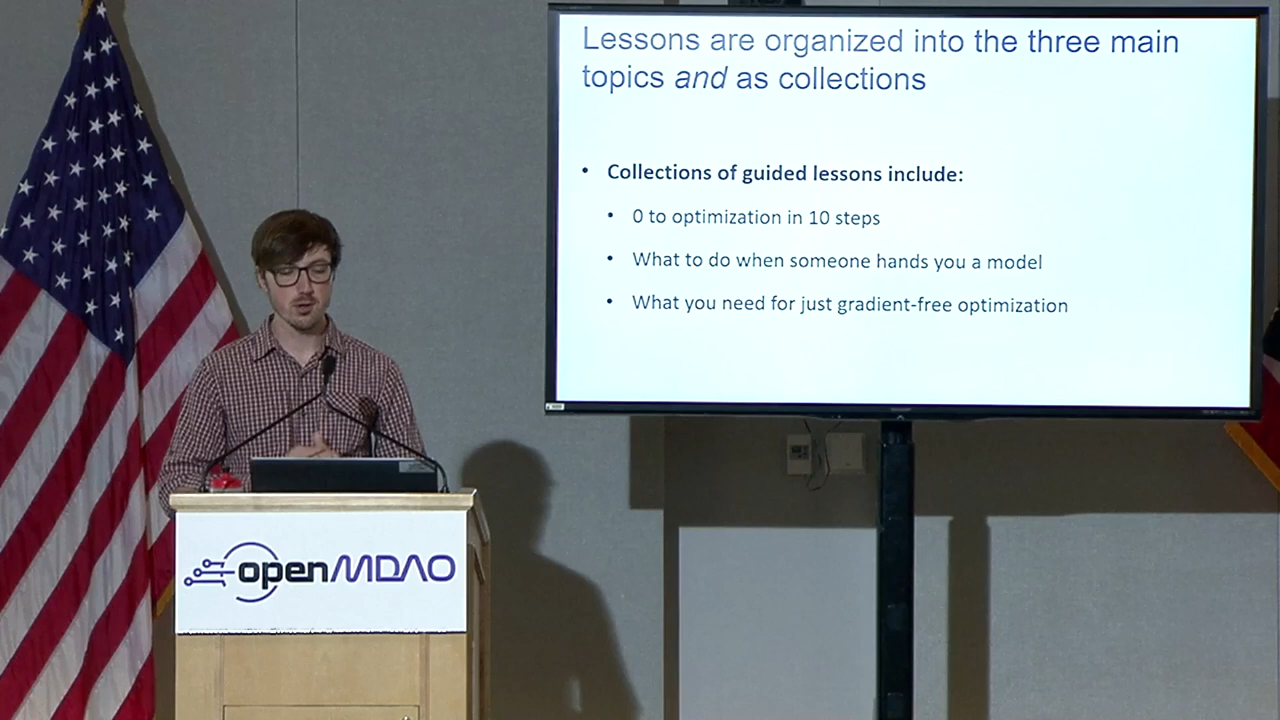 Lessons are organized into the three main
topics and as collections
• Collections of guided lessons include:
• 0 to optimization in 10 steps
• What to do when someone hands you a model
• What you need for just gradient-free optimization
openMDAO